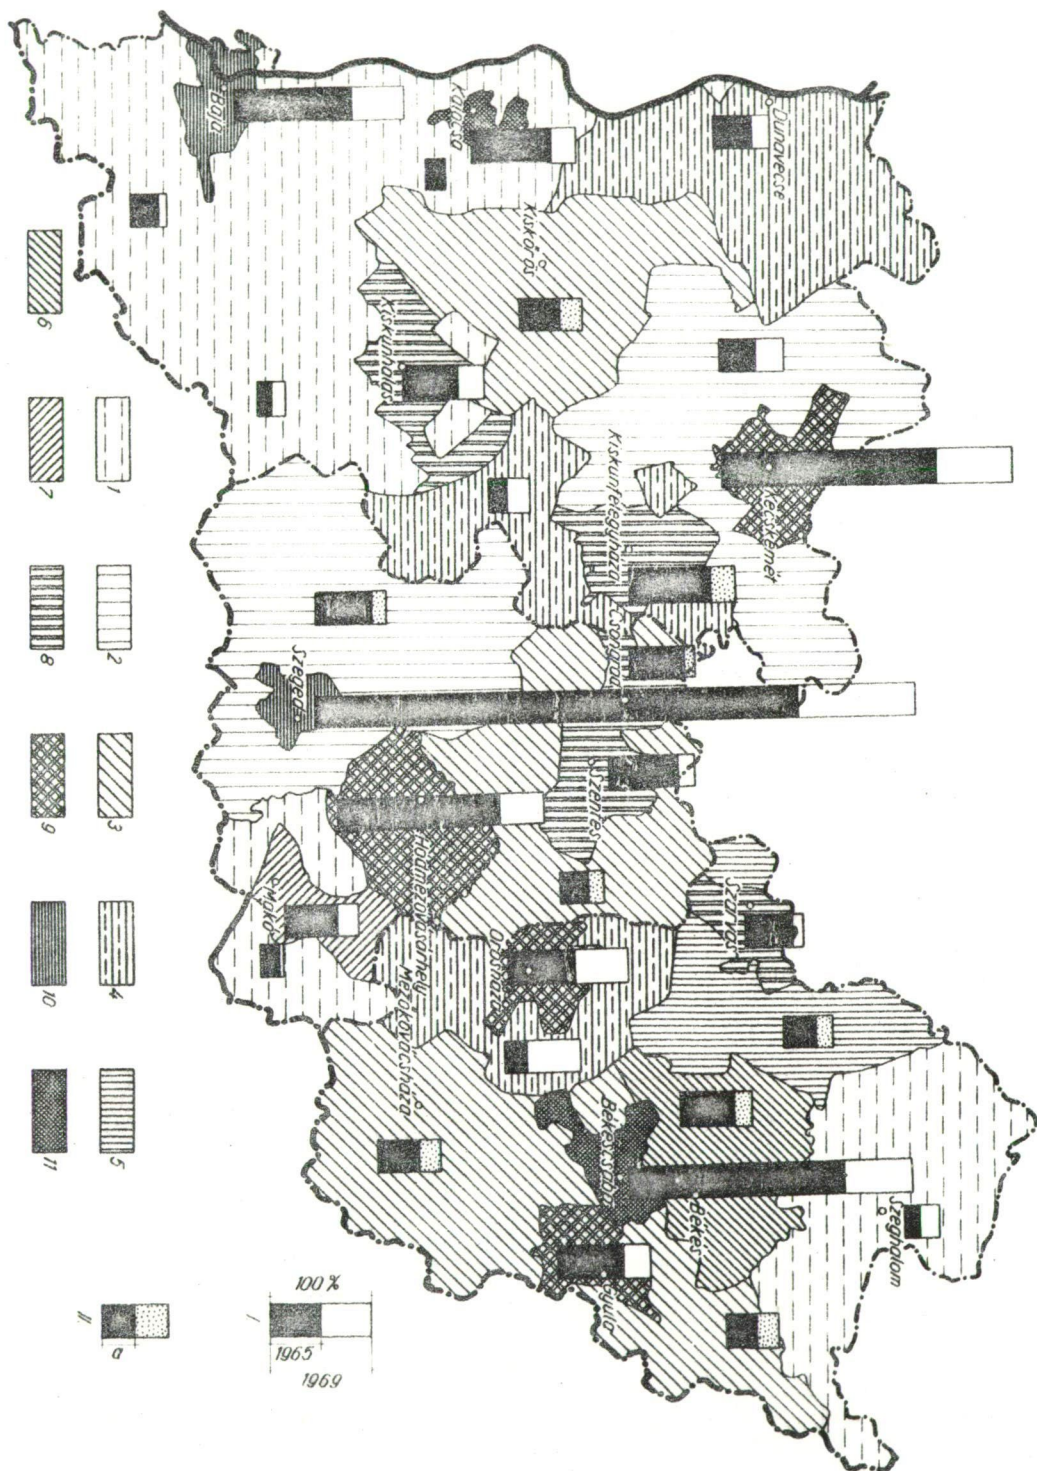 Dunavecse
Kalocsa
Baja
Kiskőrös
Kiskunhalas
Kecskemét
Kiskunfélegyháza
Csongrád
Szeged
Szentes
Hódmezővásárhely
Makó
Szarvas
Orosháza
Mezőkovácsháza
Békéscsaba
Békés
Szeghalom
Gyula
1
2
3
4
5
6
7
8
9
10
11
100 %
I
1965
1969
II
a